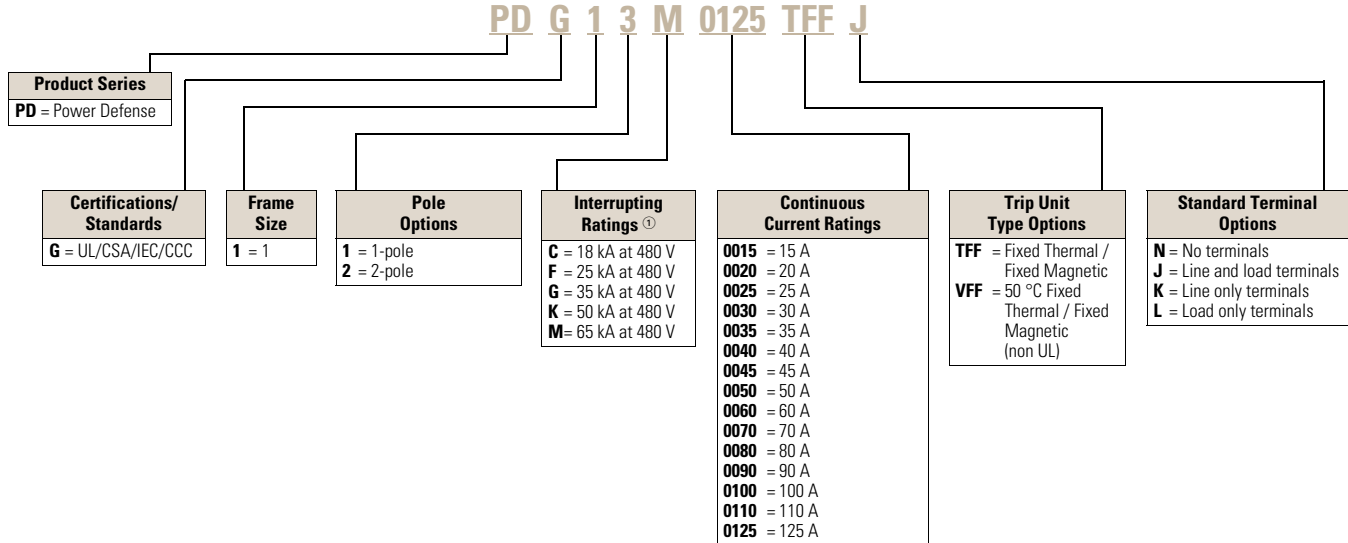 PD G 1 3 M 0125 TFF J
Product Series
PD = Power Defense
Certifications/
Standards
G = UL/CSA/IEC/CCC
Frame
Size
1 = 1
Pole
Options
1 = 1-pole
2 = 2-pole
Interrupting
Ratings ①
C = 18 kA at 480 V
F = 25 kA at 480 V
G = 35 kA at 480 V
K = 50 kA at 480 V
M= 65 kA at 480 V
Continuous
Current Ratings
0015 = 15 A
0020 = 20 A
0025 = 25 A
0030 = 30 A
0035 = 35 A
0040 = 40 A
0045 = 45 A
0050 = 50 A
0060 = 60 A
0070 = 70 A
0080 = 80 A
0090 = 90 A
0100 = 100 A
0110 = 110 A
0125 = 125 A
Trip Unit
Type Options
TFF = Fixed Thermal /
Fixed Magnetic
VFF = 50 °C Fixed
Thermal / Fixed
Magnetic
(non UL)
Standard Terminal
Options
N = No terminals
J = Line and load terminals
K = Line only terminals
L = Load only terminals